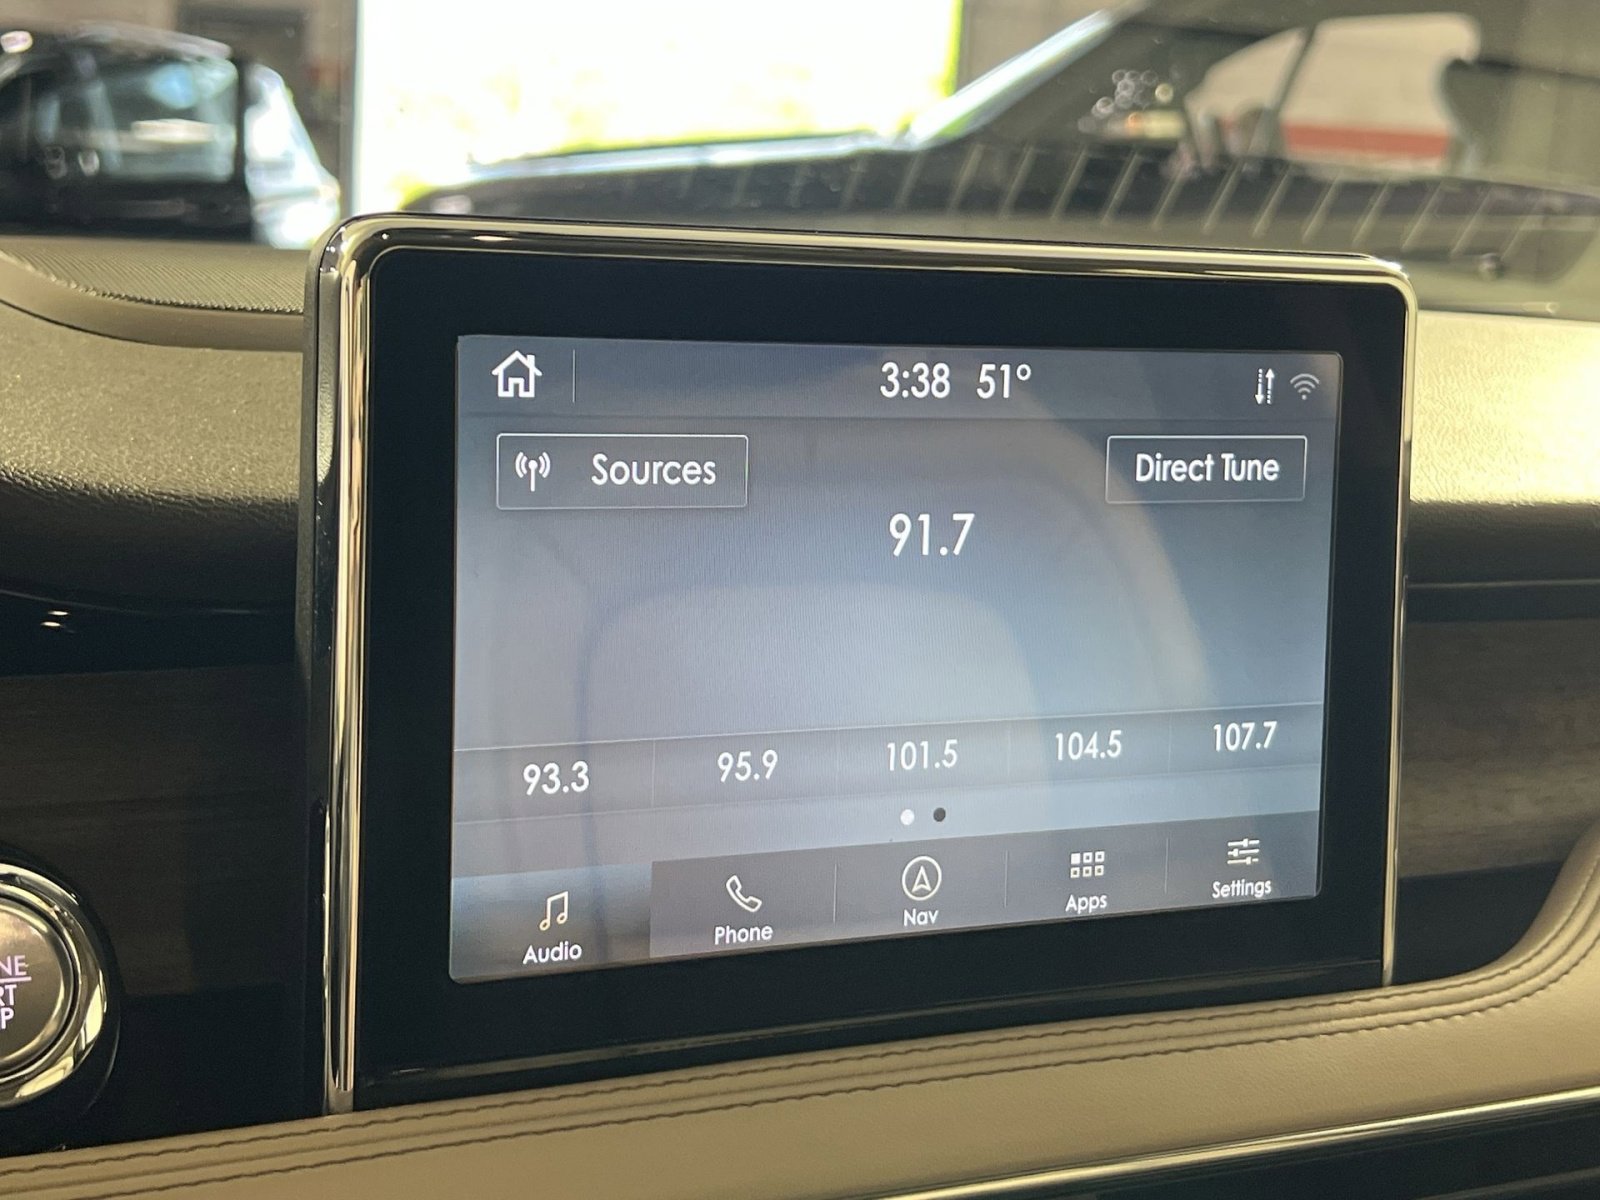 3:38 51°
Sources
Direct Tune
91.7
93.3 95.9 101.5 104.5 107.7
Audio Phone Nav Apps Settings